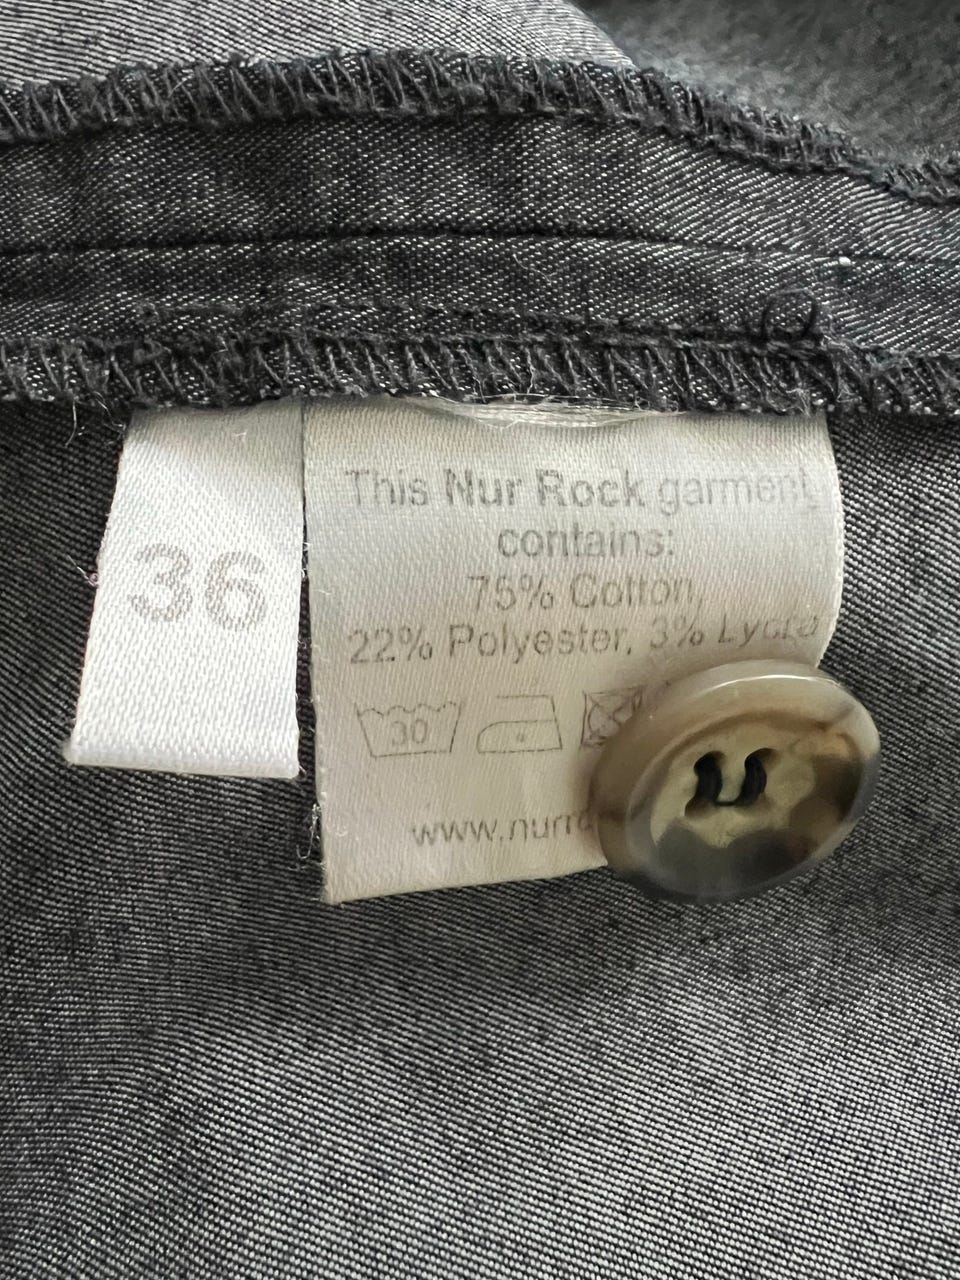 36
This Nur Rock garment
contains:
75% Cotton,
22% Polyester, 3% Lycra
30